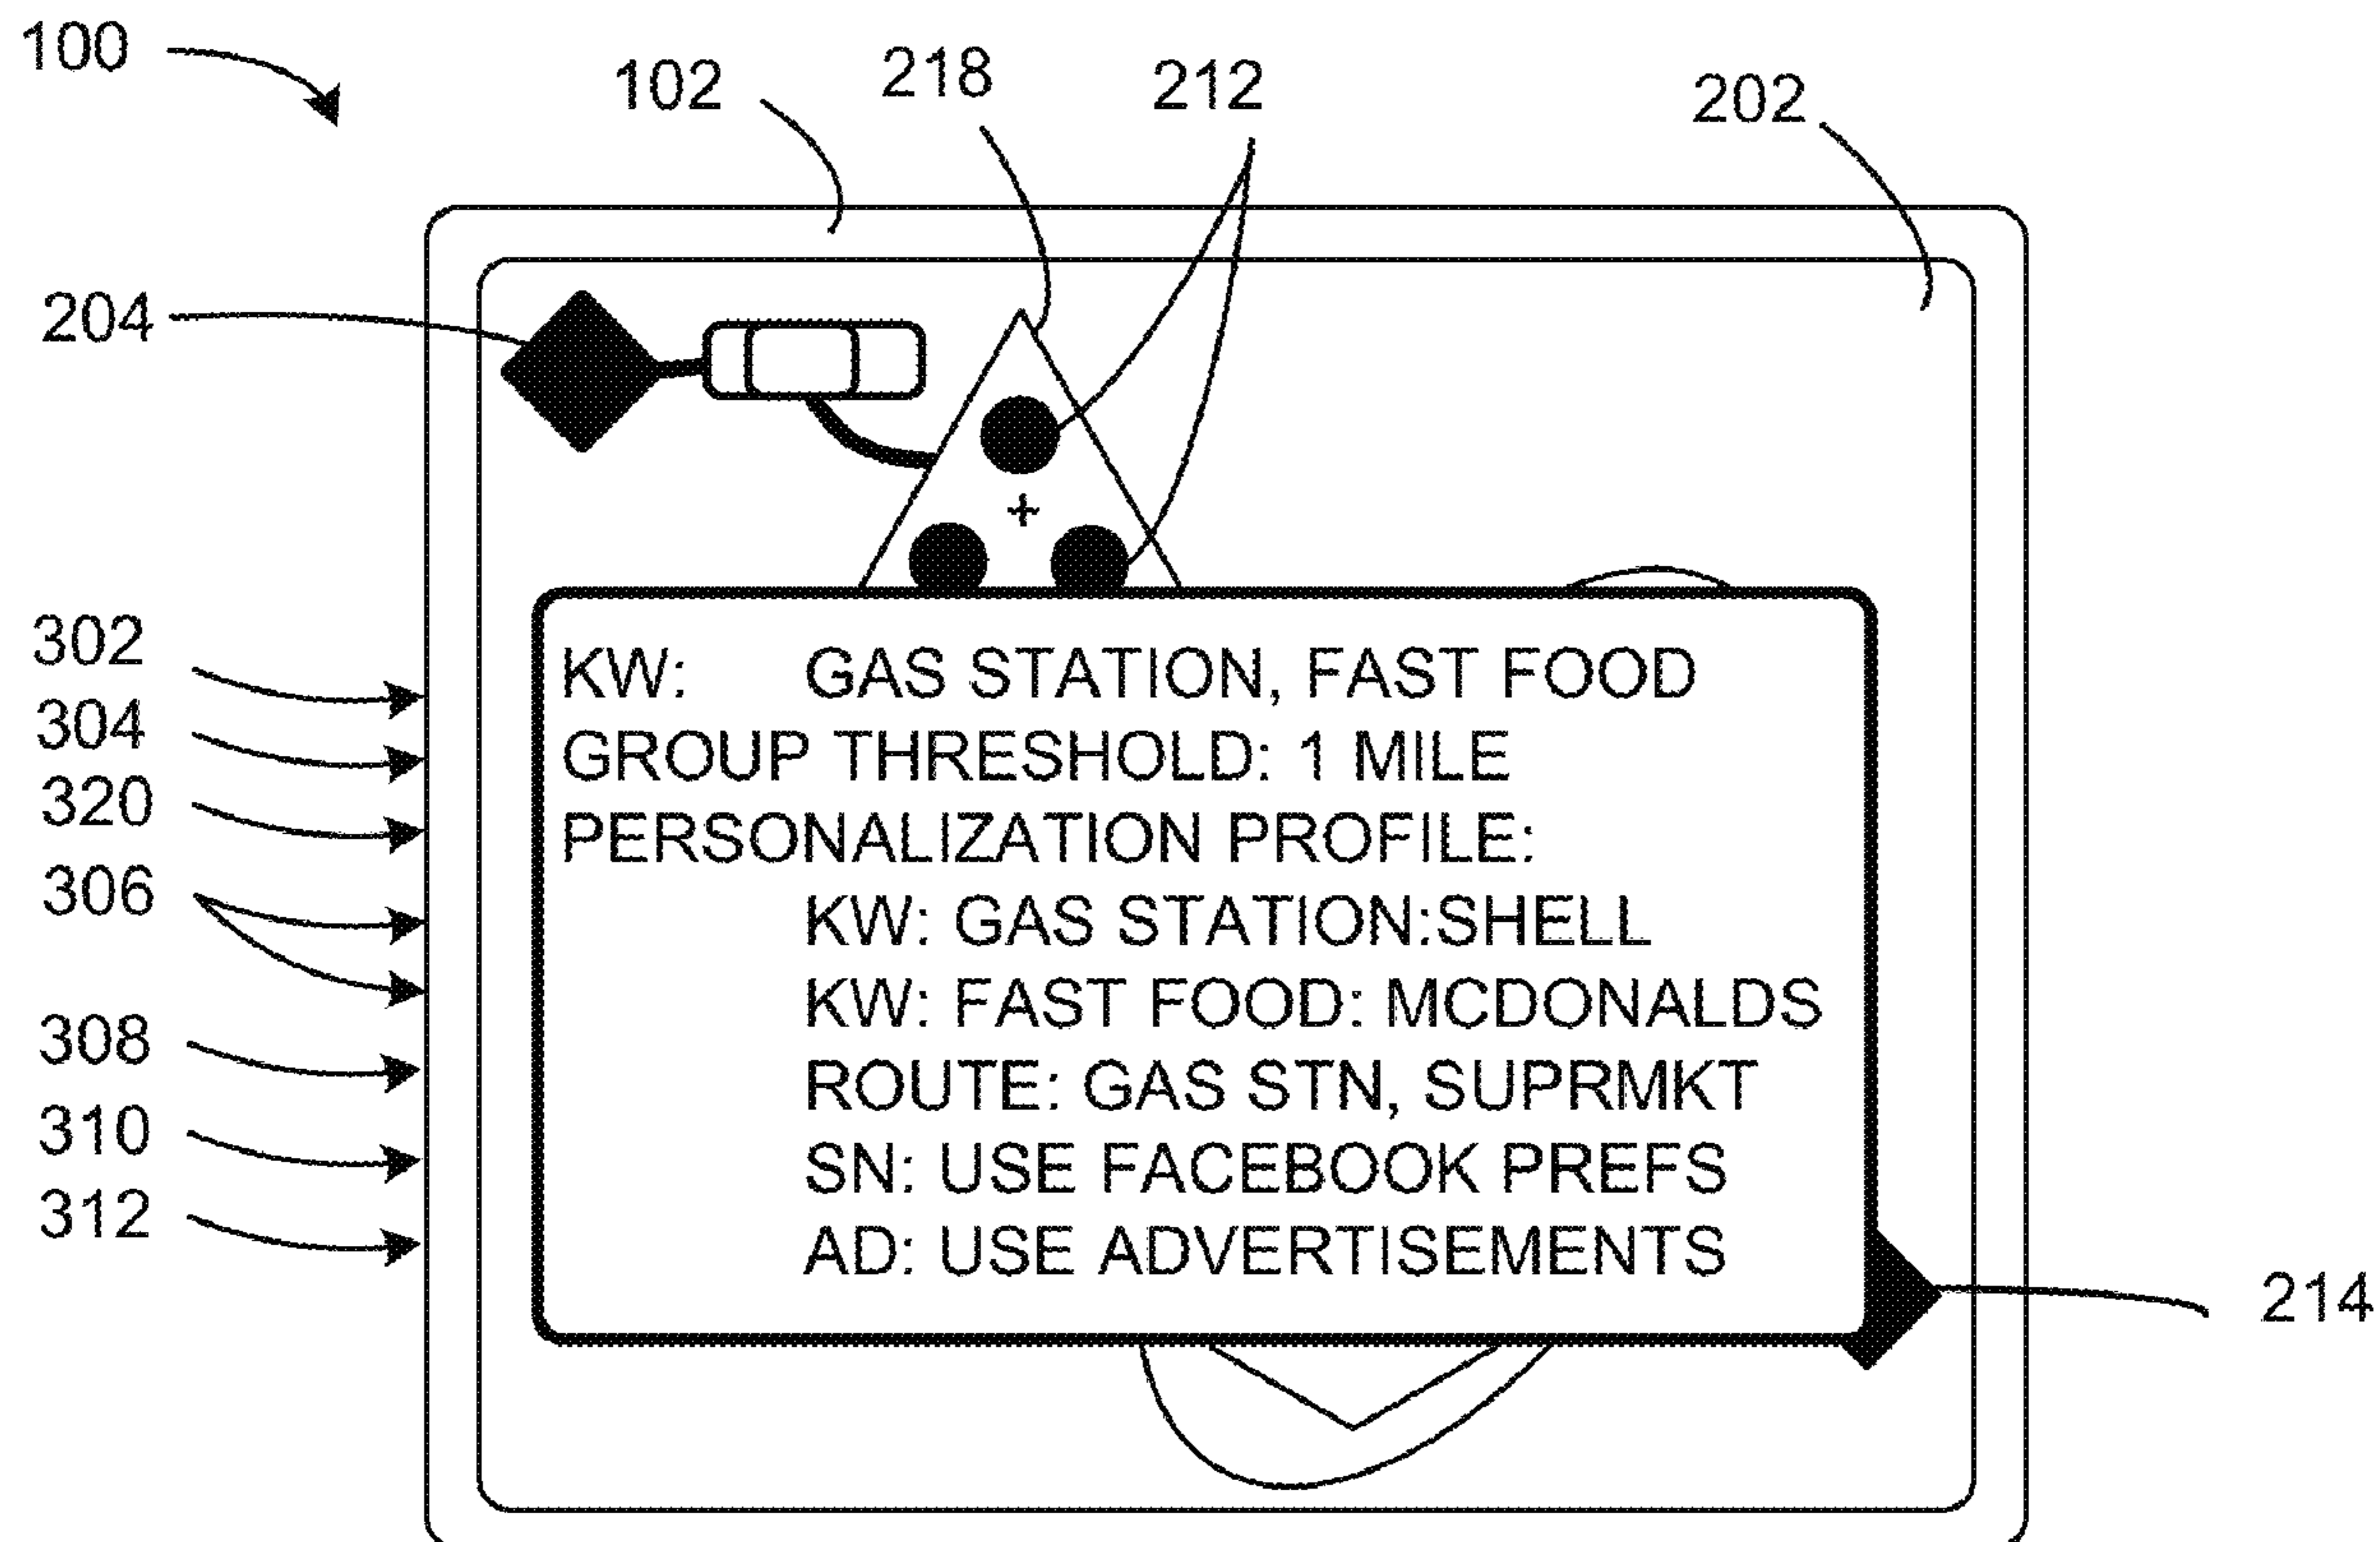 100
102
218
212
202
204
302
304
320
306
308
310
312
KW: GAS STATION, FAST FOOD
GROUP THRESHOLD: 1 MILE
PERSONALIZATION PROFILE:
KW: GAS STATION:SHELL
KW: FAST FOOD: MCDONALDS
ROUTE: GAS STN, SUPRMKT
SN: USE FACEBOOK PREFS
AD: USE ADVERTISEMENTS
214
+